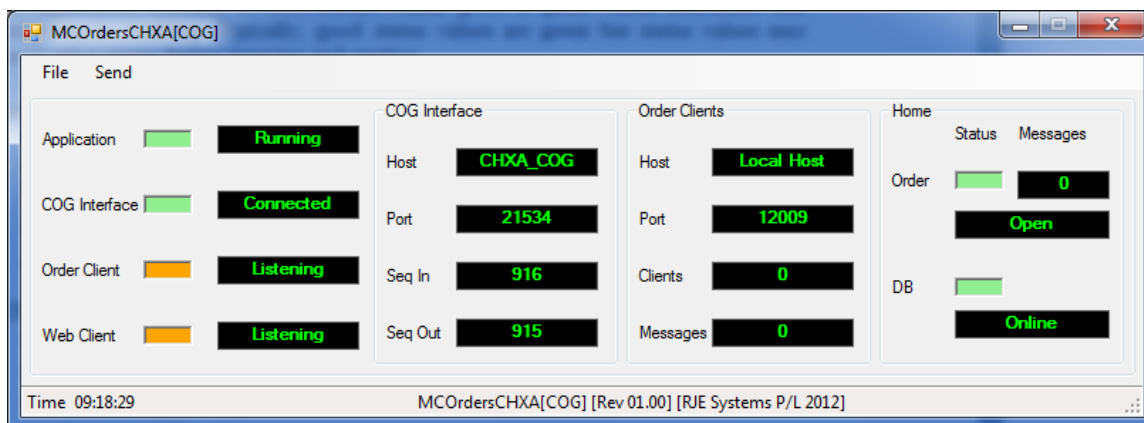 MCOrdersCHXA[COG]
File Send
Application Running
COG Interface Connected
Order Client Listening
Web Client Listening
COG Interface
Host CHXA_COG
Port 21534
Seq In 916
Seq Out 915
Order Clients
Host Local Host
Port 12009
Clients 0
Messages 0
Home
Status Messages
Order 0
Open
DB
Online
Time 09:18:29 MCOrdersCHXA[COG] [Rev 01.00] [RJE Systems P/L 2012]